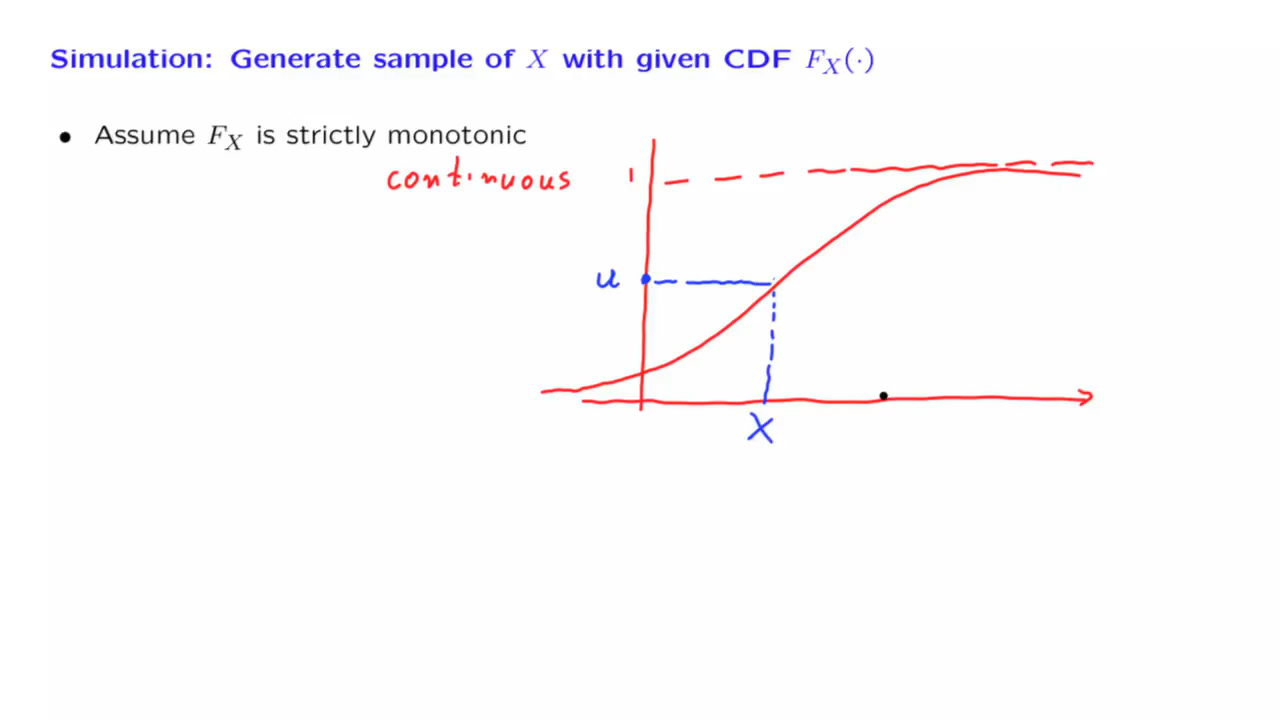 Simulation: Generate sample of X with given CDF F_X(·)
• Assume F_X is strictly monotonic
continuous
1
u
X